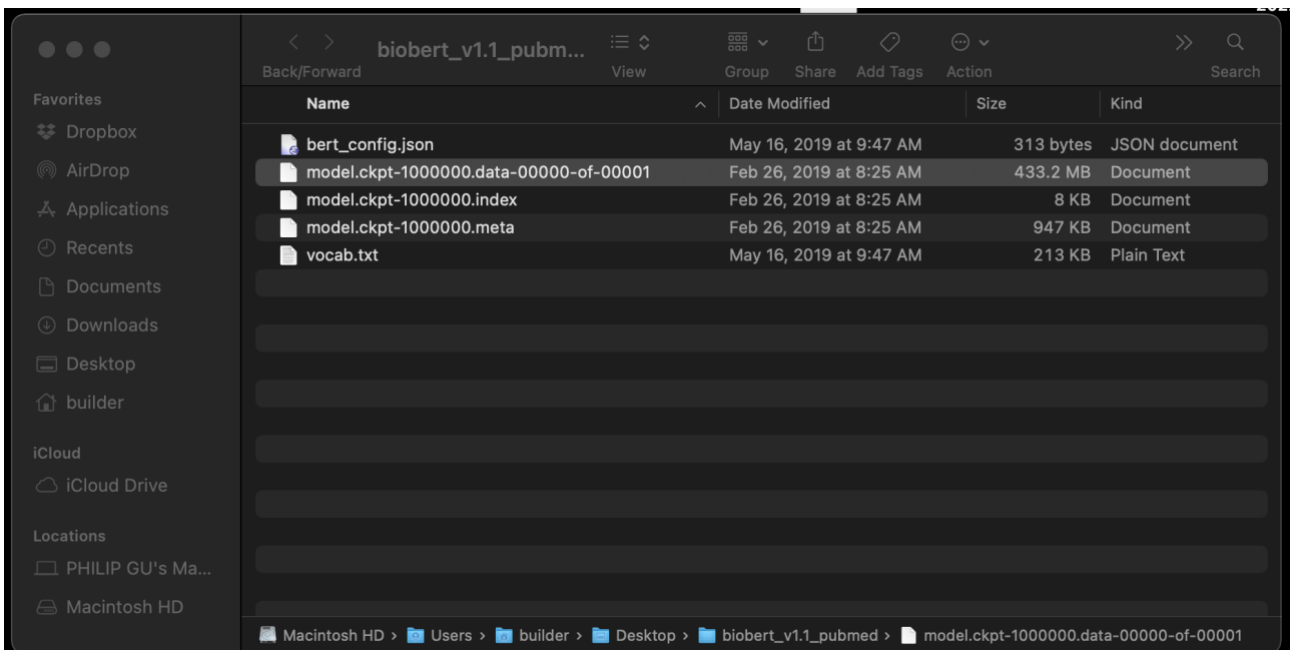 biobert_v1.1_pubm...
Back/Forward View Group Share Add Tags Action Search
Favorites
Dropbox
AirDrop
Applications
Recents
Documents
Downloads
Desktop
builder
iCloud
iCloud Drive
Locations
PHILIP GU's Ma...
Macintosh HD
Name Date Modified Size Kind
bert_config.json May 16, 2019 at 9:47 AM 313 bytes JSON document
model.ckpt-1000000.data-00000-of-00001 Feb 26, 2019 at 8:25 AM 433.2 MB Document
model.ckpt-1000000.index Feb 26, 2019 at 8:25 AM 8 KB Document
model.ckpt-1000000.meta Feb 26, 2019 at 8:25 AM 947 KB Document
vocab.txt May 16, 2019 at 9:47 AM 213 KB Plain Text
Macintosh HD › Users › builder › Desktop › biobert_v1.1_pubmed › model.ckpt-1000000.data-00000-of-00001